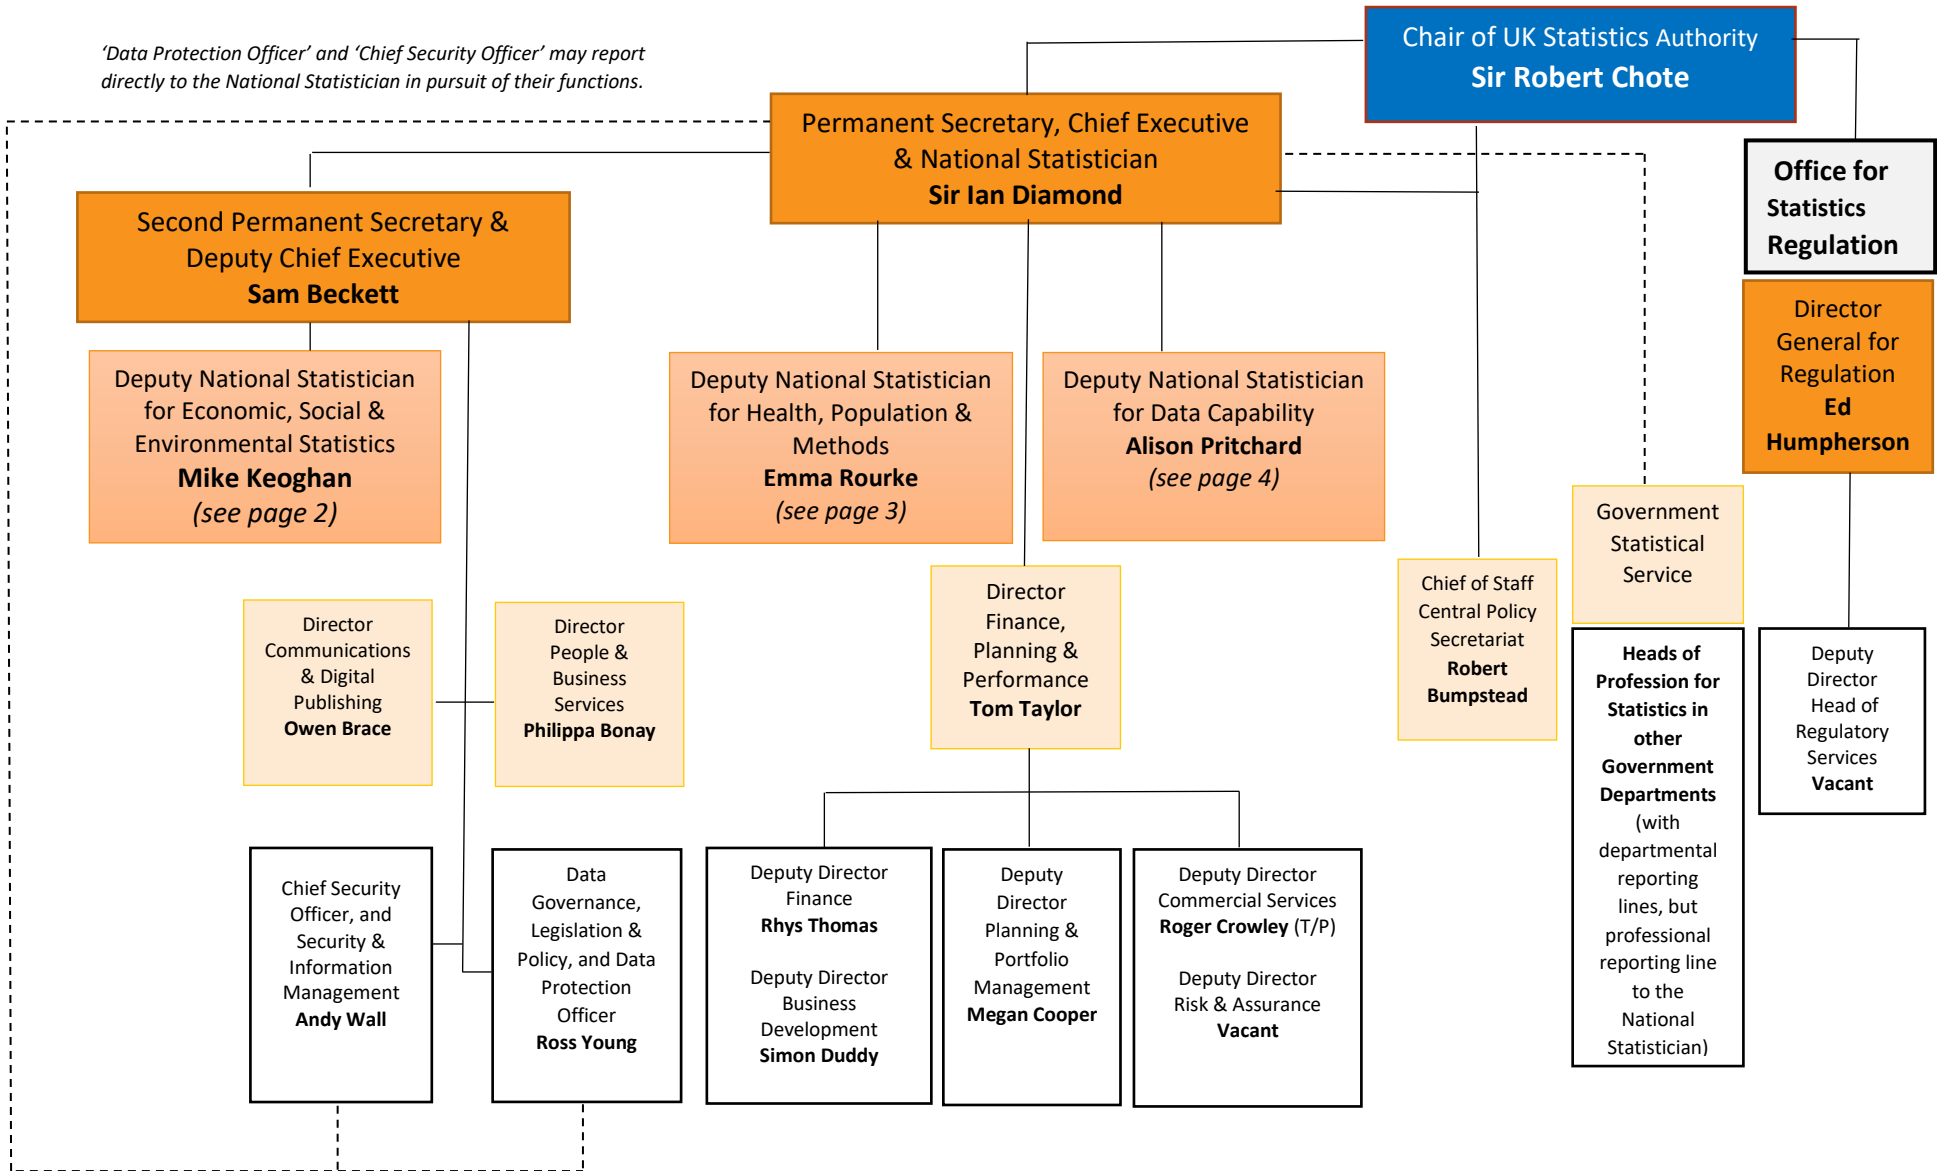 'Data Protection Officer' and 'Chief Security Officer' may report
directly to the National Statistician in pursuit of their functions.
Chair of UK Statistics Authority
Sir Robert Chote
Permanent Secretary, Chief Executive
& National Statistician
Sir Ian Diamond
Office for
Statistics
Regulation
Second Permanent Secretary &
Deputy Chief Executive
Sam Beckett
Director
General for
Regulation
Ed
Humpherson
Deputy National Statistician
for Economic, Social &
Environmental Statistics
Mike Keoghan
(see page 2)
Deputy National Statistician
for Health, Population &
Methods
Emma Rourke
(see page 3)
Deputy National Statistician
for Data Capability
Alison Pritchard
(see page 4)
Government
Statistical
Service
Director
Communications
& Digital
Publishing
Owen Brace
Director
People &
Business
Services
Philippa Bonay
Director
Finance,
Planning &
Performance
Tom Taylor
Chief of Staff
Central Policy
Secretariat
Robert
Bumpstead
Heads of
Profession for
Statistics in
other
Government
Departments
(with
departmental
reporting
lines, but
professional
reporting line
to the
National
Statistician)
Deputy
Director
Head of
Regulatory
Services
Vacant
Chief Security
Officer, and
Security &
Information
Management
Andy Wall
Data
Governance,
Legislation &
Policy, and Data
Protection
Officer
Ross Young
Deputy Director
Finance
Rhys Thomas
Deputy Director
Business
Development
Simon Duddy
Deputy
Director
Planning &
Portfolio
Management
Megan Cooper
Deputy Director
Commercial Services
Roger Crowley (T/P)
Deputy Director
Risk & Assurance
Vacant